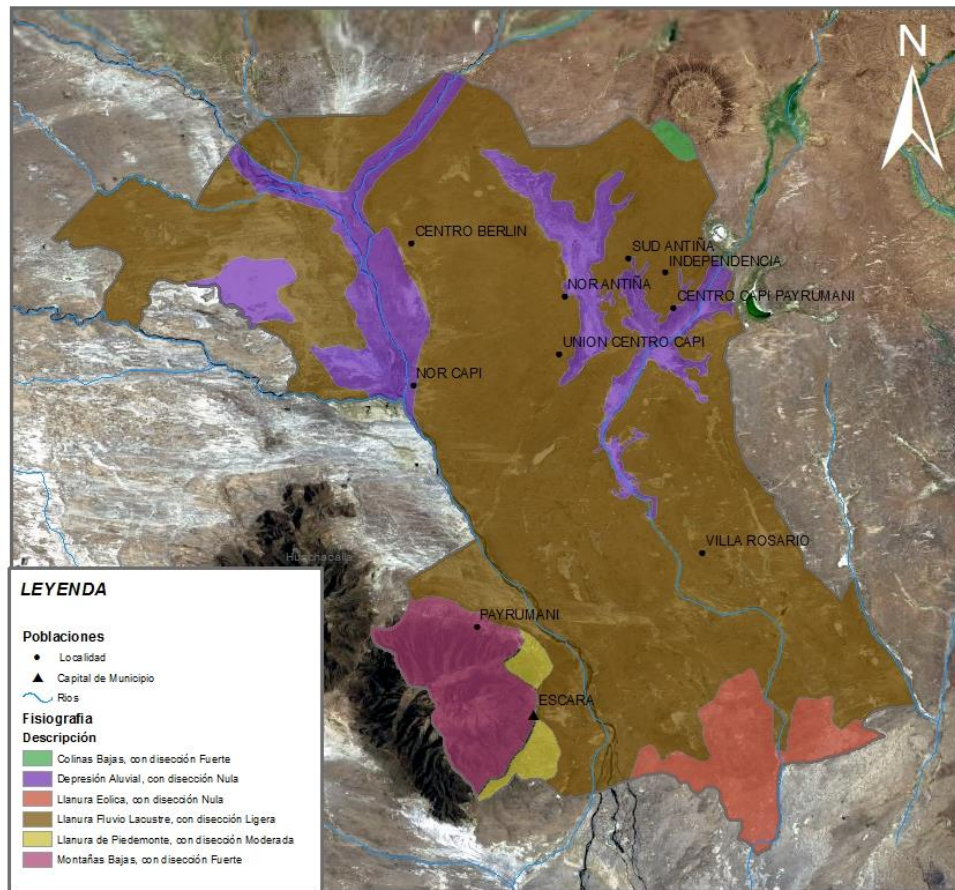 N
CENTRO BERLIN
SUD ANTIÑA
INDEPENDENCIA
NOR ANTIÑA
CENTRO CAPI PAYRUMANI
UNION CENTRO CAPI
NOR CAPI
VILLA ROSARIO
Huachacalla
PAYRUMANI
ESCARA
LEYENDA
Poblaciones
Localidad
Capital de Municipio
Rios
Fisiografia
Descripción
Colinas Bajas, con disección Fuerte
Depresión Aluvial, con disección Nula
Llanura Eolica, con disección Nula
Llanura Fluvio Lacustre, con disección Ligera
Llanura de Piedemonte, con disección Moderada
Montañas Bajas, con disección Fuerte